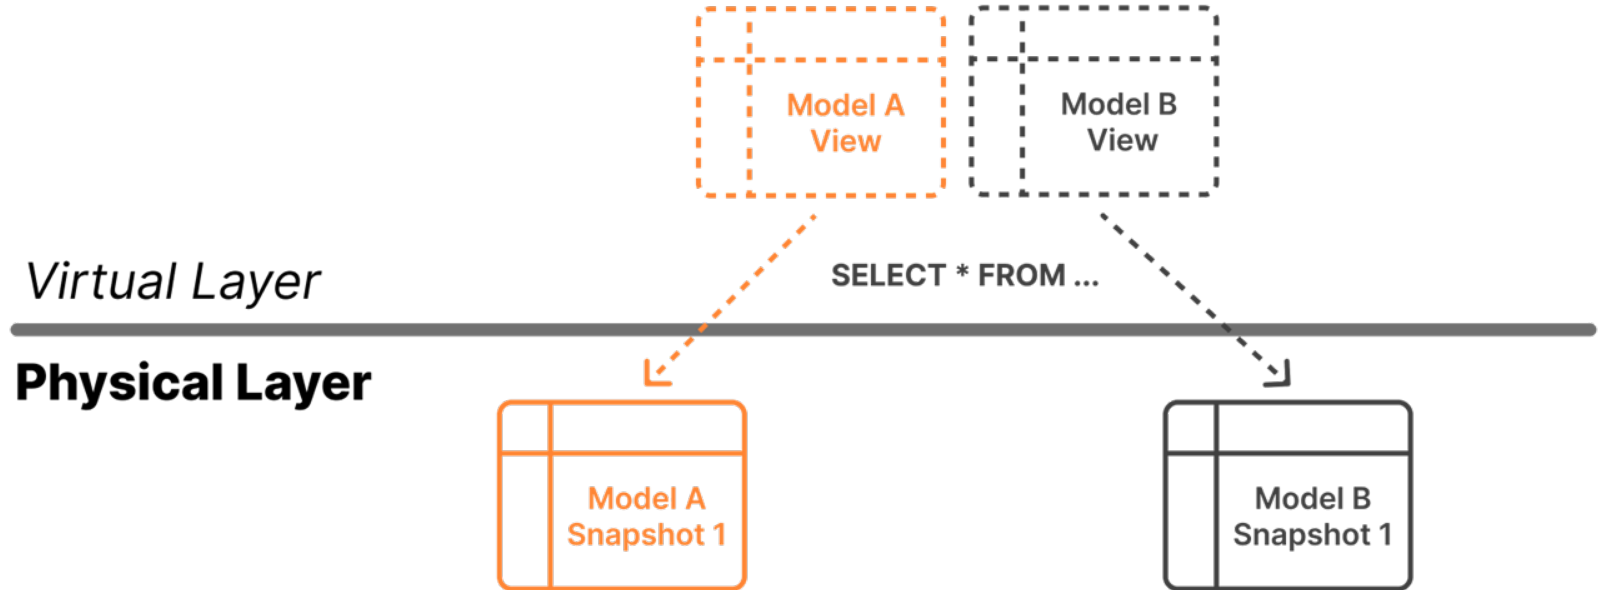 Model A
View
Model B
View
SELECT * FROM ...
Virtual Layer
Physical Layer
Model A
Snapshot 1
Model B
Snapshot 1